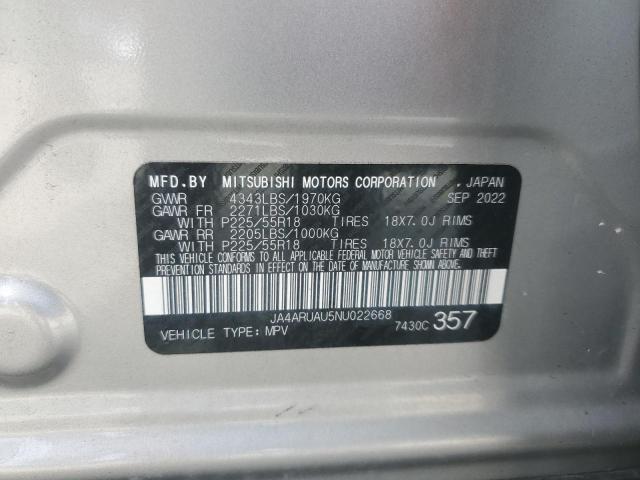 MFD.BY MITSUBISHI MOTORS CORPORATION . JAPAN
GVWR 4343LBS/1970KG SEP 2022
GAWR FR 2271LBS/1030KG
WITH P225/55R18 TIRES 18X7.0J RIMS
GAWR RR 2205LBS/1000KG
WITH P225/55R18 TIRES 18X7.0J RIMS
THIS VEHICLE CONFORMS TO ALL APPLICABLE FEDERAL MOTOR VEHICLE SAFETY AND THEFT
PREVENTION STANDARDS IN EFFECT ON THE DATE OF MANUFACTURE SHOWN ABOVE.
JA4ARUAU5NU022668
VEHICLE TYPE: MPV 7430C 357